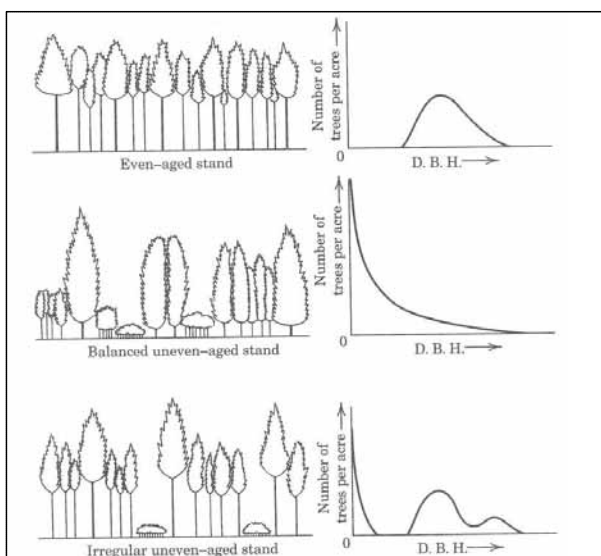 Number of
trees per acre
0
D. B. H.
Even-aged stand
Number of
trees per acre
0
D. B. H.
Balanced uneven-aged stand
Number of
trees per acre
0
D. B. H.
Irregular uneven-aged stand